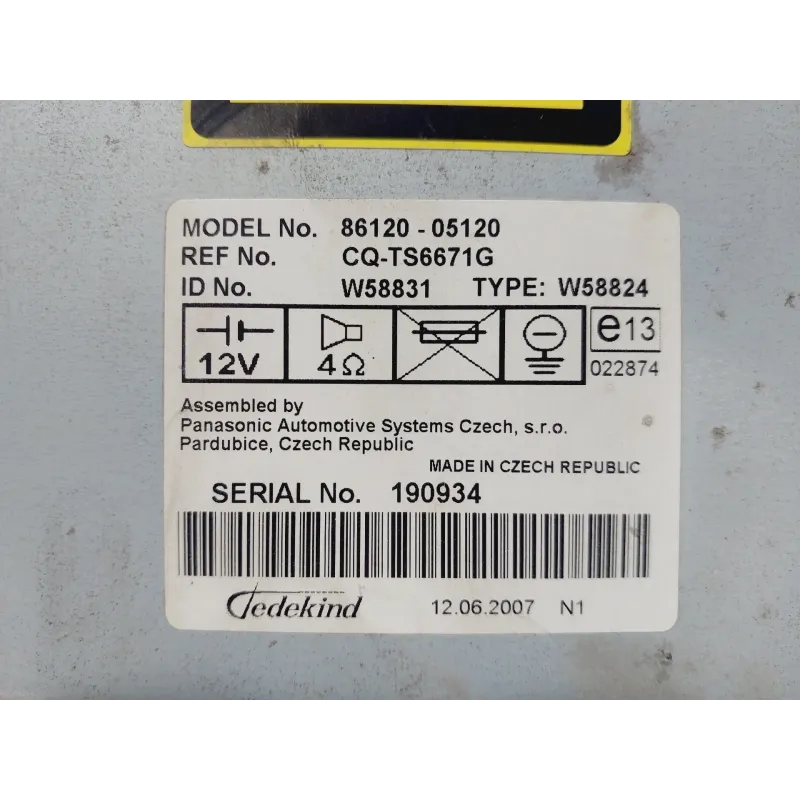 MODEL No. 86120 - 05120
REF No. CQ-TS6671G
ID No. W58831 TYPE: W58824
12V 4Ω e13
022874
Assembled by
Panasonic Automotive Systems Czech, s.r.o.
Pardubice, Czech Republic
MADE IN CZECH REPUBLIC
SERIAL No. 190934
Tedekind 12.06.2007 N1